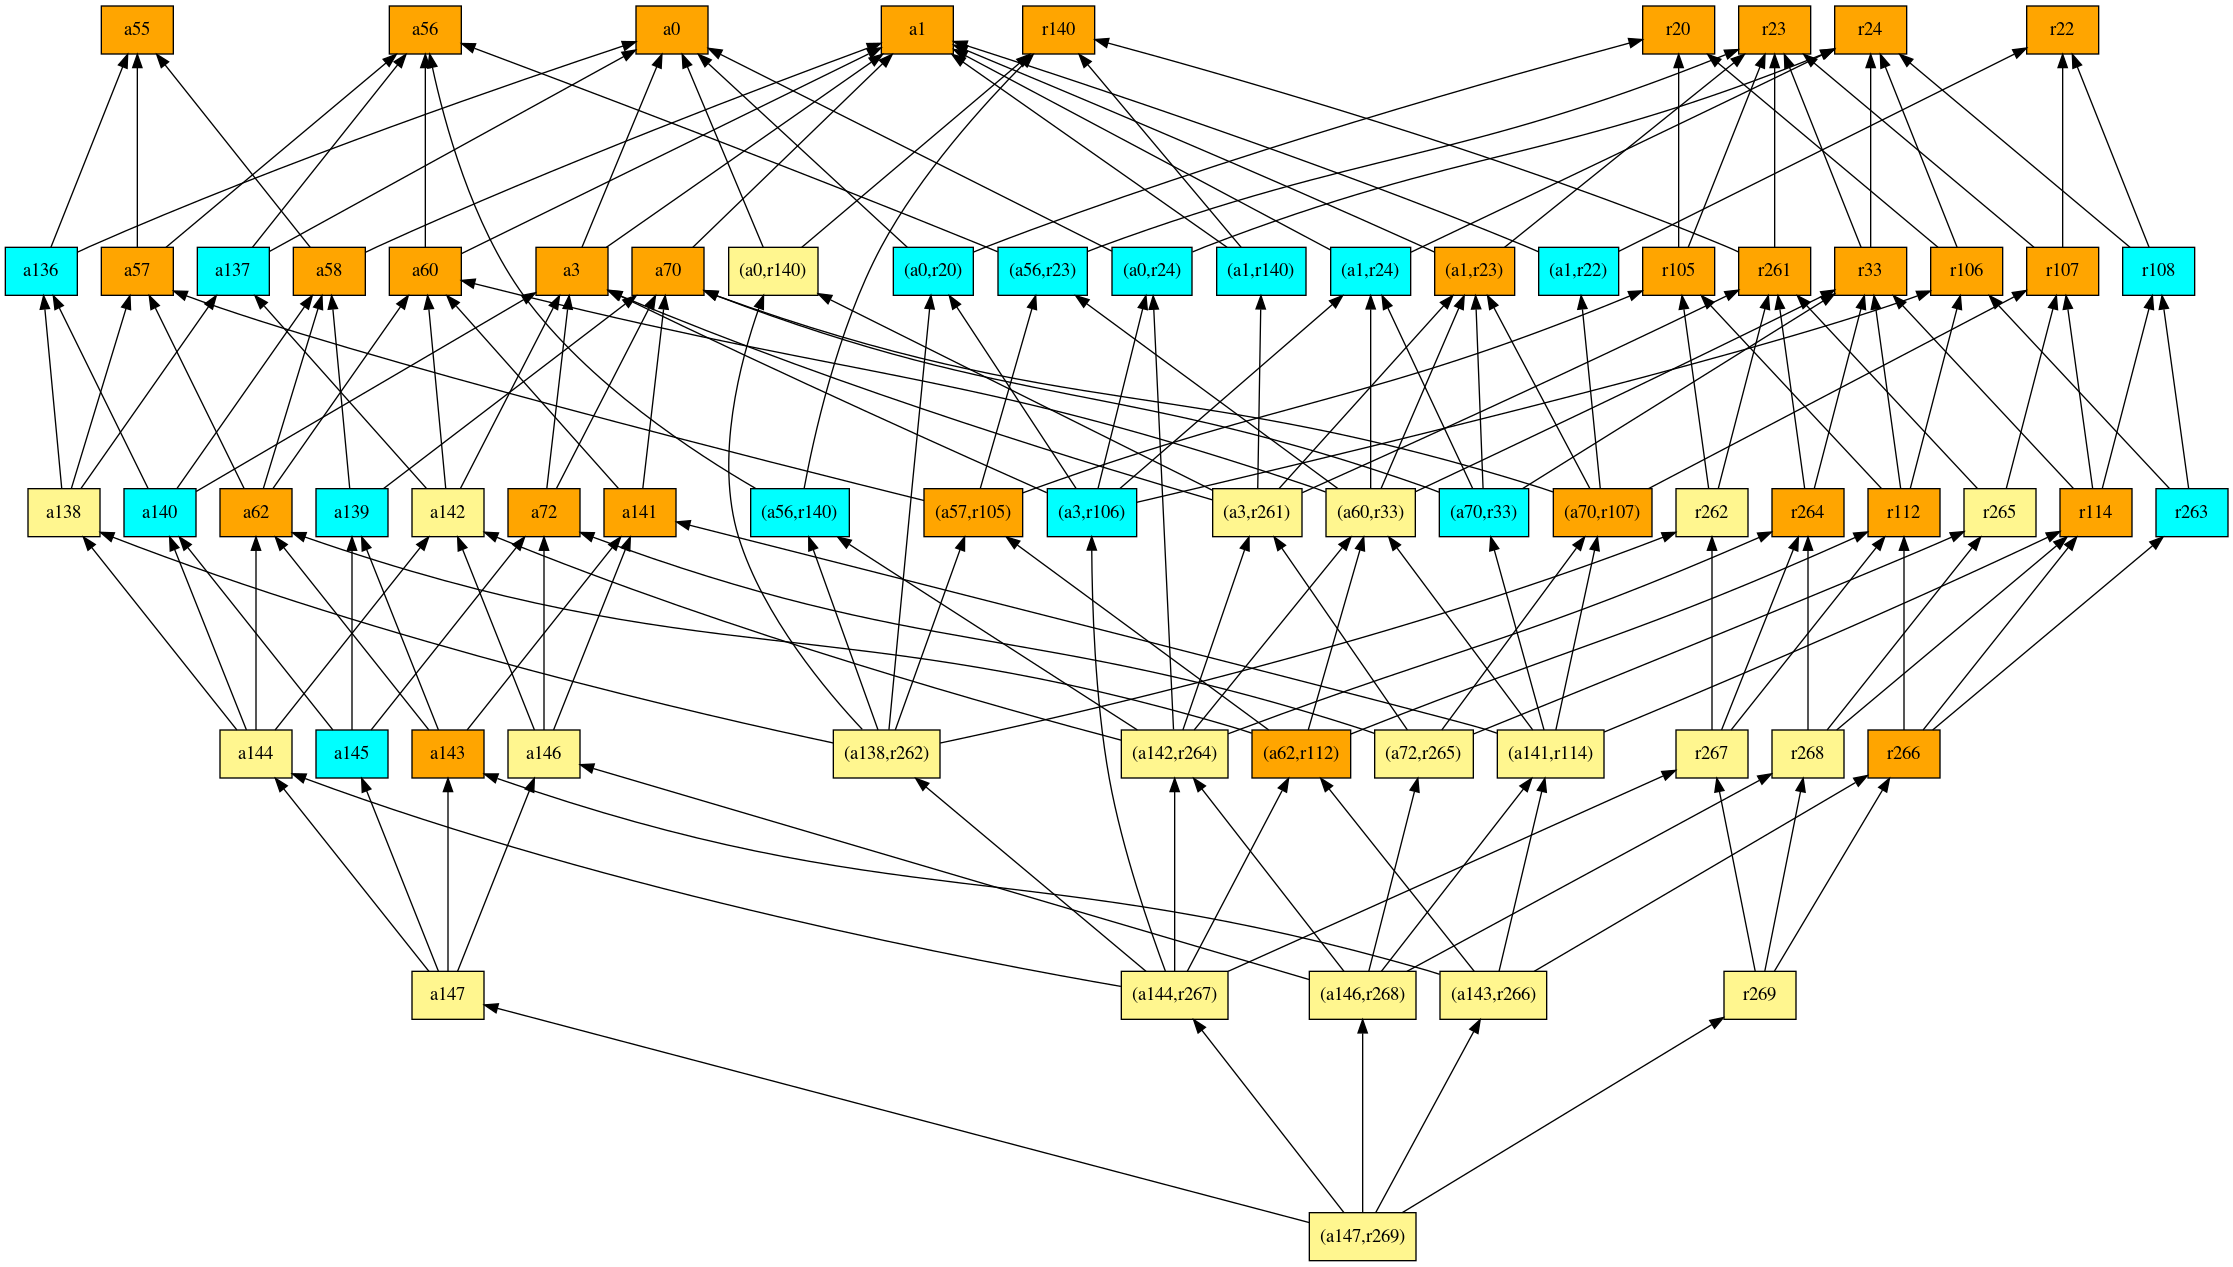 a55 a56 a0 a1 r140 r20 r23 r24 r22
a136 a57 a137 a58 a60 a3 a70 (a0,r140) (a0,r20) (a56,r23) (a0,r24) (a1,r140) (a1,r24) (a1,r23) (a1,r22) r105 r261 r33 r106 r107 r108
a138 a140 a62 a139 a142 a72 a141 (a56,r140) (a57,r105) (a3,r106) (a3,r261) (a60,r33) (a70,r33) (a70,r107) r262 r264 r112 r265 r114 r263
a144 a145 a143 a146 (a138,r262) (a142,r264) (a62,r112) (a72,r265) (a141,r114) r267 r268 r266
a147 (a144,r267) (a146,r268) (a143,r266) r269
(a147,r269)